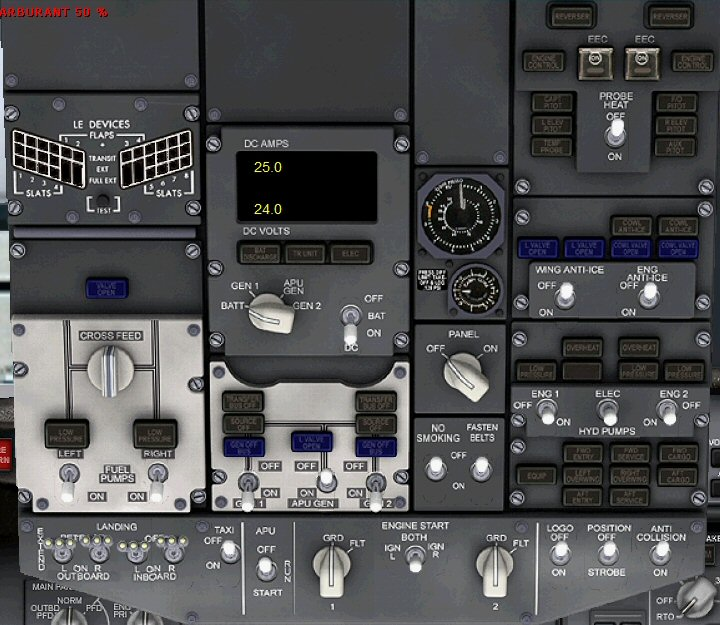 ARBURANT 50 %
REVERSER
REVERSER
EEC
EEC
ENGINE CONTROL
ON
ON
ENGINE CONTROL
CAPT PITOT
PROBE HEAT
F/O PITOT
OFF
L ELEV PITOT
R ELEV PITOT
TEMP PROBE
ON
AUX PITOT
LE DEVICES
FLAPS
1 2
3 4
TRANSIT
EXT
FULL EXT
1 2 3 4
5 6 7 8
SLATS
SLATS
TEST
DC AMPS
25.0
24.0
DC VOLTS
BAT DISCHARGE
TR UNIT
ELEC
GEN 1
APU GEN
BATT
GEN 2
OFF
BAT
ON
DC
VALVE OPEN
COWL ANTI-ICE
COWL ANTI-ICE
L VALVE OPEN
L VALVE OPEN
COWL VALVE OPEN
COWL VALVE OPEN
WING ANTI-ICE
ENG ANTI-ICE
OFF
OFF
ON
ON
CROSS FEED
LOW PRESSURE
LOW PRESSURE
LEFT
RIGHT
FUEL PUMPS
ON
ON
TRANSFER BUS OFF
TRANSFER BUS OFF
SOURCE OFF
SOURCE OFF
GEN OFF BUS
L VALVE OPEN
GEN OFF BUS
OFF
OFF
OFF
ON
ON
ON
APU GEN
PANEL
OFF
ON
NO SMOKING
FASTEN BELTS
OFF
ON
OVERHEAT
OVERHEAT
LOW PRESSURE
LOW PRESSURE
LOW PRESSURE
ENG 1
ELEC
ENG 2
OFF
OFF
ON
ON
ON
HYD PUMPS
FWD ENTRY
FWD SERVICE
FWD CARGO
EQUIP
LEFT OVERWING
RIGHT OVERWING
AFT CARGO
AFT ENTRY
AFT SERVICE
EXTEND
LANDING
L ON R
L ON R
OUTBOARD
INBOARD
TAXI
OFF
ON
APU
OFF
RUN
START
ENGINE START
GRD
FLT
BOTH
IGN L
IGN R
GRD
FLT
1
2
LOGO
OFF
ON
POSITION
OFF
STROBE
ANTI COLLISION
OFF
ON
MAIN PAN
NORM
OUTBD
PFD
PFD
ENG PRI
OFF
RTO